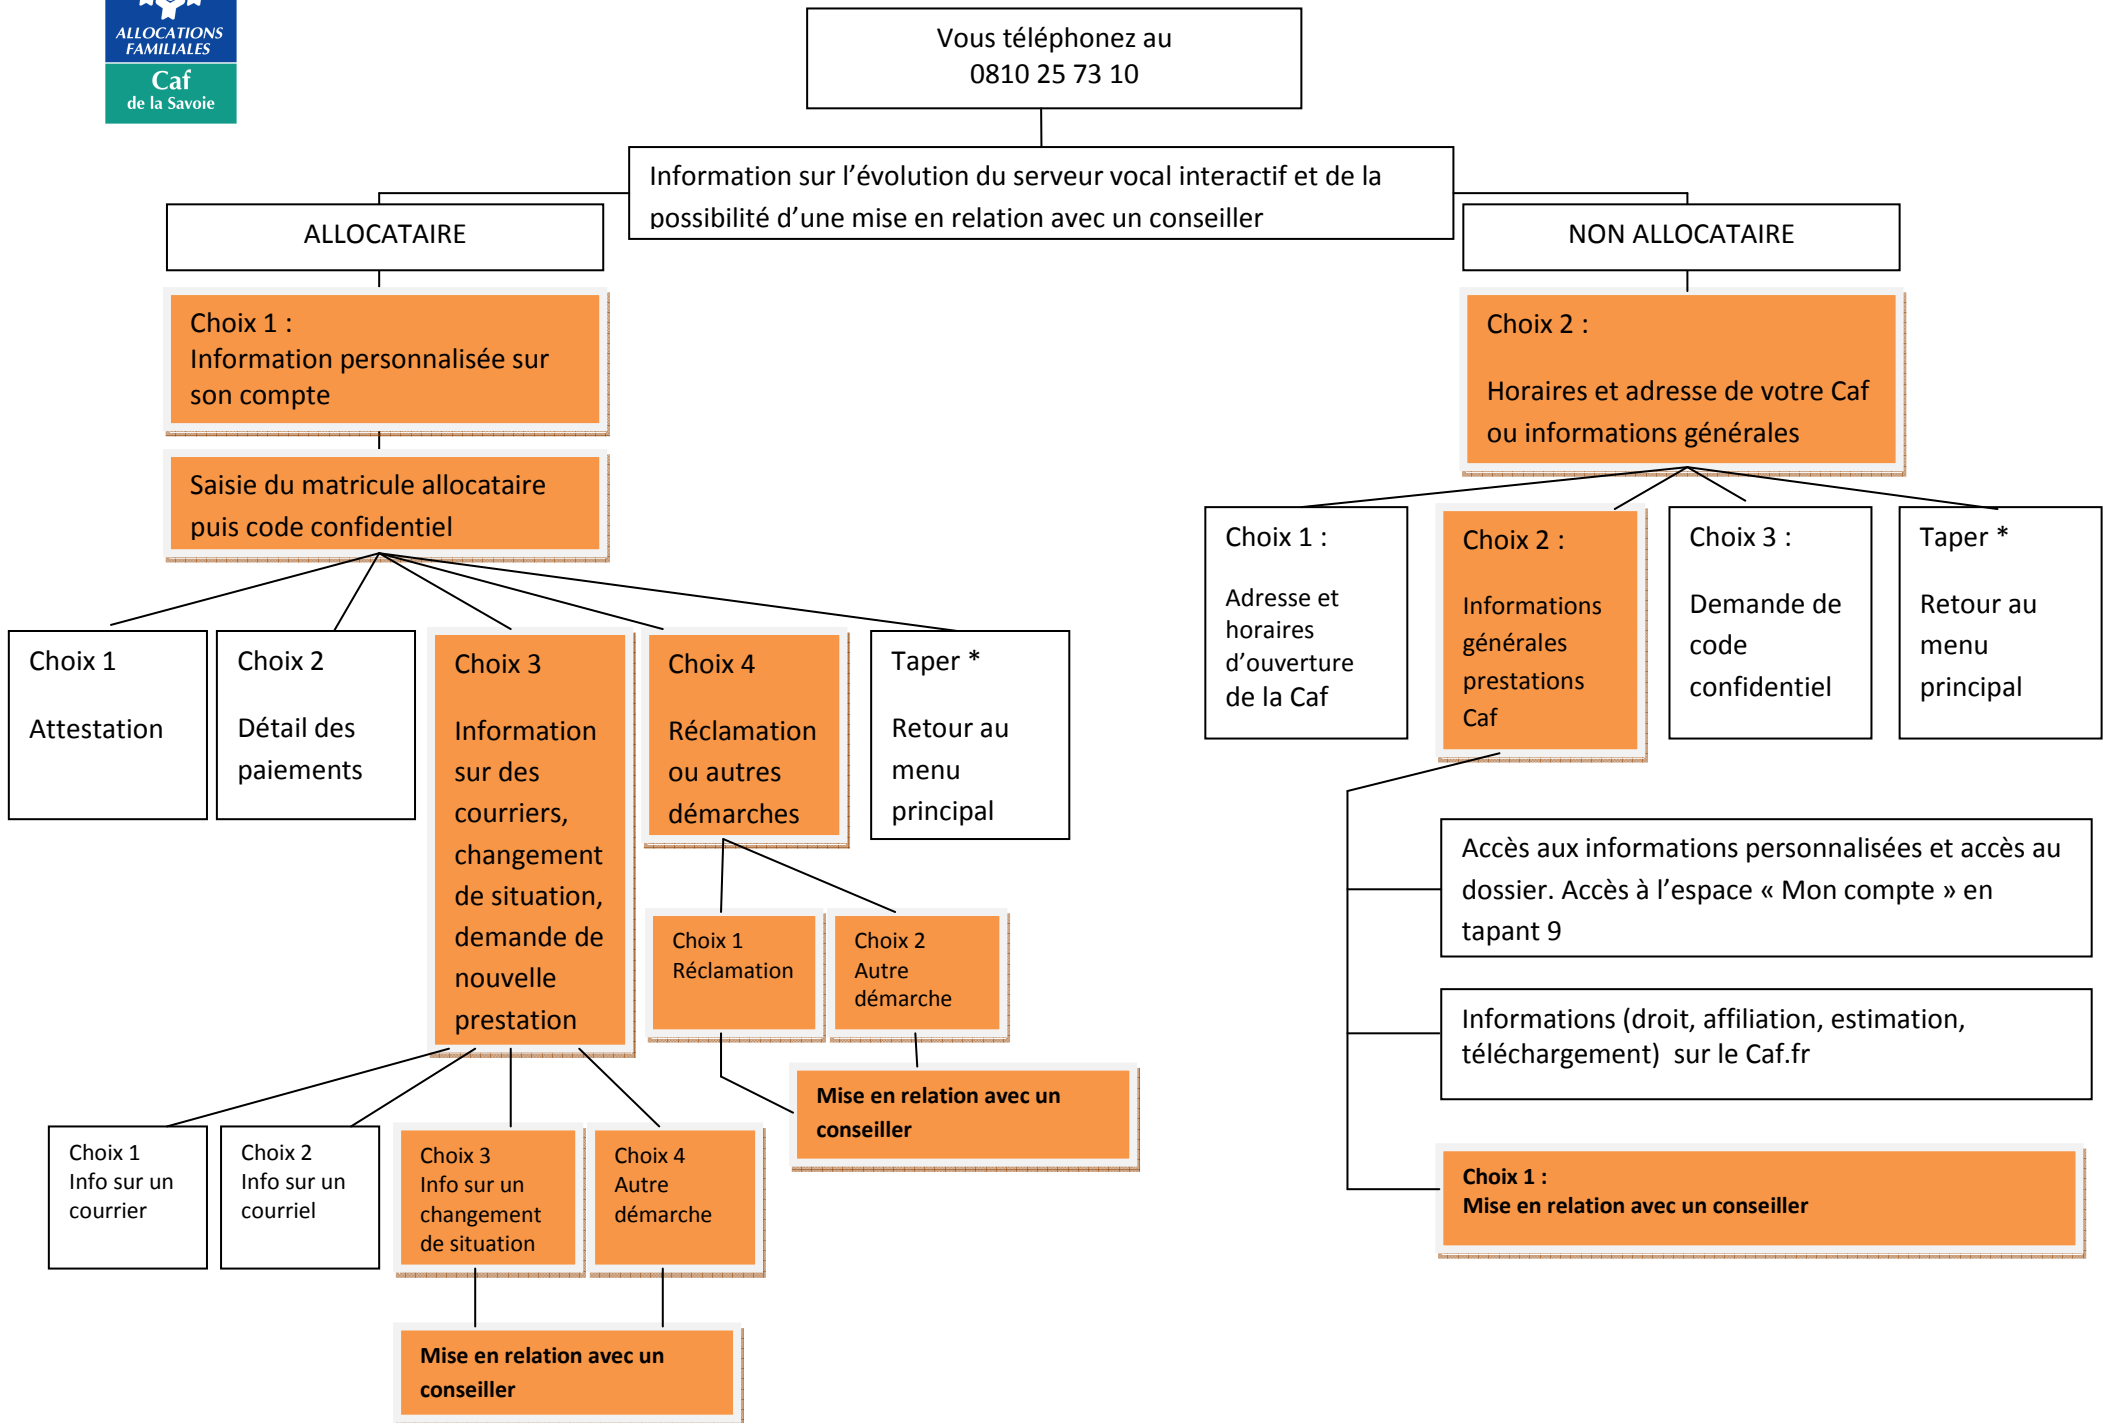 ALLOCATIONS
FAMILIALES
Caf
de la Savoie
Vous téléphonez au
0810 25 73 10
Information sur l’évolution du serveur vocal interactif et de la
possibilité d’une mise en relation avec un conseiller
ALLOCATAIRE
NON ALLOCATAIRE
Choix 1 :
Information personnalisée sur
son compte
Saisie du matricule allocataire
puis code confidentiel
Choix 1
Attestation
Choix 2
Détail des
paiements
Choix 3
Information
sur des
courriers,
changement
de situation,
demande de
nouvelle
prestation
Choix 4
Réclamation
ou autres
démarches
Taper *
Retour au
menu
principal
Choix 1
Réclamation
Choix 2
Autre
démarche
Mise en relation avec un
conseiller
Choix 1
Info sur un
courrier
Choix 2
Info sur un
courriel
Choix 3
Info sur un
changement
de situation
Choix 4
Autre
démarche
Mise en relation avec un
conseiller
Choix 2 :
Horaires et adresse de votre Caf
ou informations générales
Choix 1 :
Adresse et
horaires
d’ouverture
de la Caf
Choix 2 :
Informations
générales
prestations
Caf
Choix 3 :
Demande de
code
confidentiel
Taper *
Retour au
menu
principal
Accès aux informations personnalisées et accès au
dossier. Accès à l’espace « Mon compte » en
tapant 9
Informations (droit, affiliation, estimation,
téléchargement)  sur le Caf.fr
Choix 1 :
Mise en relation avec un conseiller